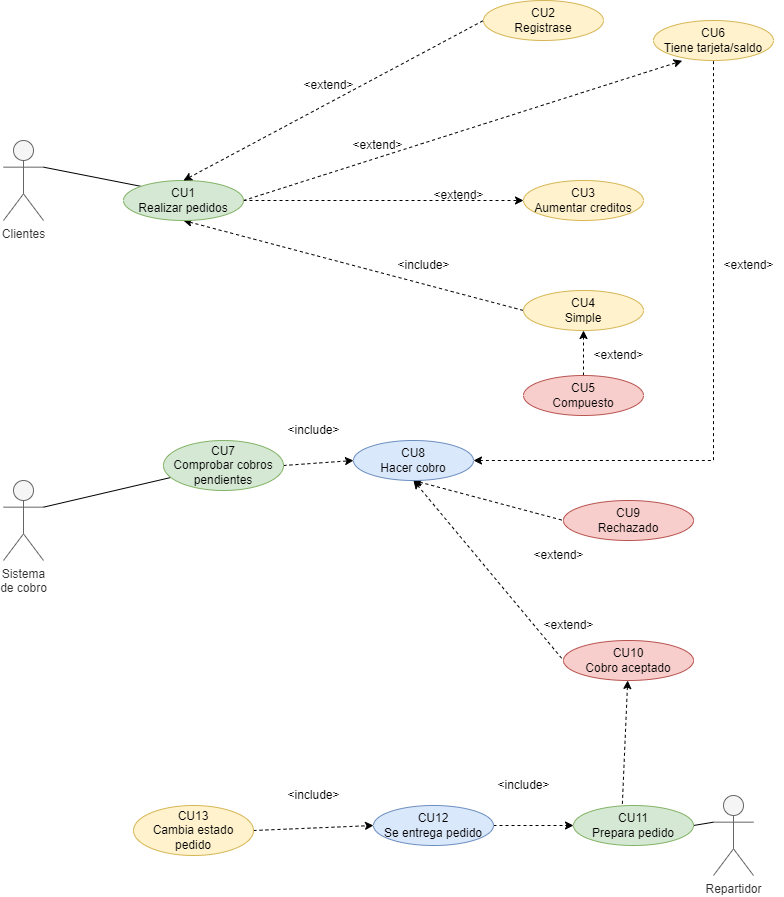 CU2
Registrase
CU6
Tiene tarjeta/saldo
<extend>
<extend>
CU1
Realizar pedidos
<extend>
CU3
Aumentar creditos
Clientes
<include>
<extend>
CU4
Simple
<extend>
CU5
Compuesto
<include>
CU7
Comprobar cobros
pendientes
CU8
Hacer cobro
CU9
Rechazado
<extend>
Sistema
de cobro
<extend>
CU10
Cobro aceptado
<include>
<include>
CU13
Cambia estado
pedido
CU12
Se entrega pedido
CU11
Prepara pedido
Repartidor